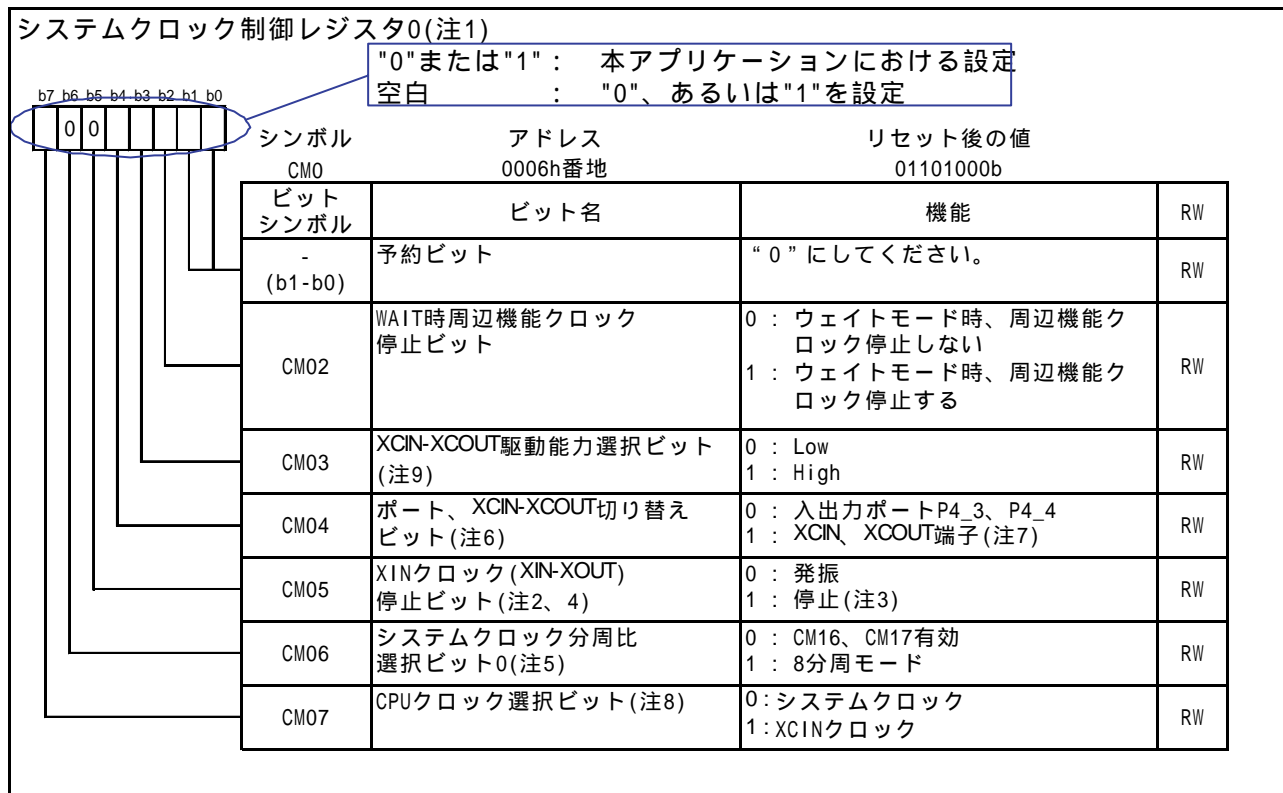 システムクロック制御レジスタ0(注1)
"0"または"1"： 本アプリケーションにおける設定
空白 ： "0"、あるいは"1"を設定
b7 b6 b5 b4 b3 b2 b1 b0
0 0
シンボル アドレス リセット後の値
CM0 0006h番地 01101000b
ビット
シンボル
ビット名 機能 RW
-
(b1-b0)
予約ビット
“0”にしてください。
RW
CM02
WAIT時周辺機能クロック
停止ビット
0 : ウェイトモード時、周辺機能ク
ロック停止しない
1 : ウェイトモード時、周辺機能ク
ロック停止する
RW
CM03
XCIN-XCOUT駆動能力選択ビット
(注9)
0 : Low
1 : High
RW
CM04
ポート、XCIN-XCOUT切り替え
ビット(注6)
0 : 入出力ポートP4_3、P4_4
1 : XCIN、XCOUT端子(注7)
RW
CM05
XINクロック(XIN-XOUT)
停止ビット(注2、4)
0 : 発振
1 : 停止(注3)
RW
CM06
システムクロック分周比
選択ビット0(注5)
0 : CM16、CM17有効
1 : 8分周モード
RW
CM07
CPUクロック選択ビット(注8)
0:システムクロック
1:XCINクロック
RW